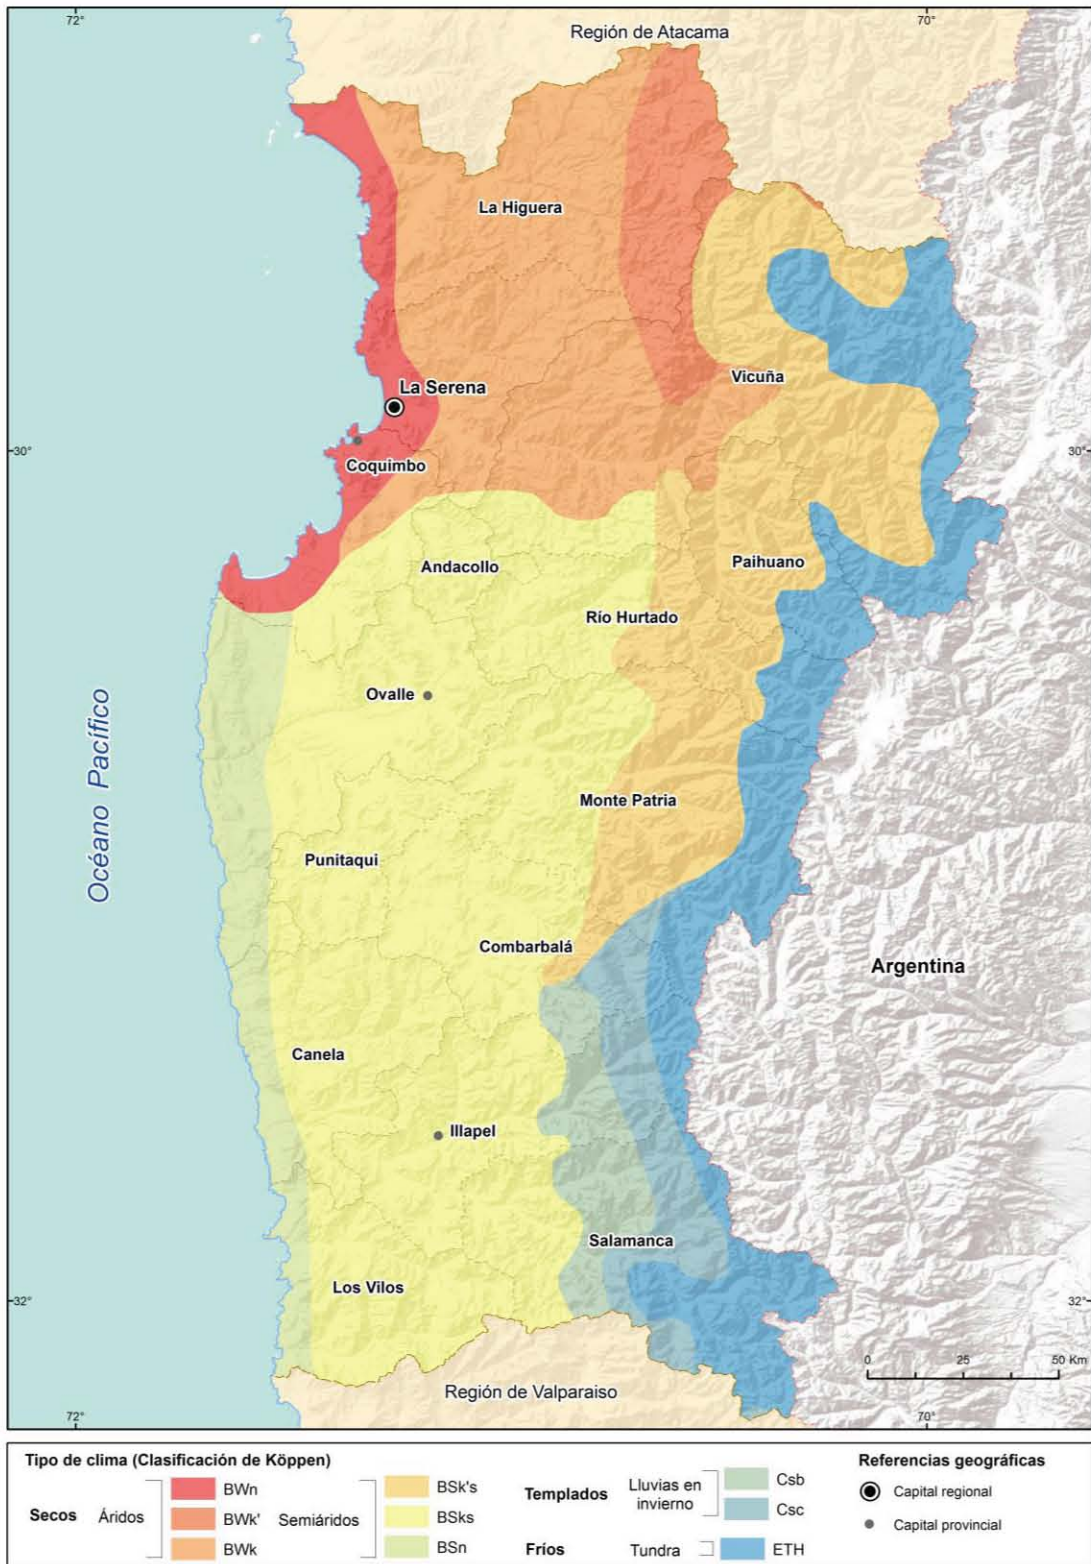 72°
70°
Región de Atacama
La Higuera
Vicuña
La Serena
30°
30°
Coquimbo
Andacollo
Paihuano
Río Hurtado
Ovalle
Océano Pacífico
Monte Patria
Punitaqui
Combarbalá
Argentina
Canela
Illapel
Salamanca
Los Vilos
32°
32°
0 25 50 Km
Región de Valparaiso
72°
70°
Tipo de clima (Clasificación de Köppen)
Secos
Áridos
BWn
BWk'
BWk
Semiáridos
BSk's
BSks
BSn
Templados
Lluvias en
invierno
Csb
Csc
Fríos
Tundra
ETH
Referencias geográficas
Capital regional
Capital provincial